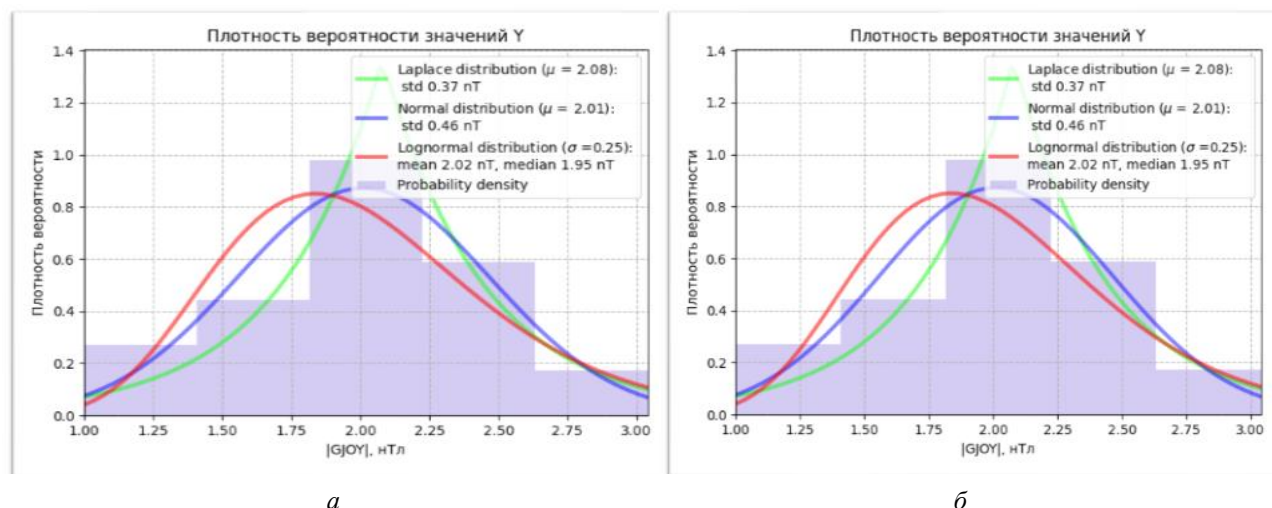 Плотность вероятности значений Y
1.4
1.2
1.0
0.8
0.6
0.4
0.2
0.0
Плотность вероятности
Laplace distribution (μ = 2.08):
std 0.37 nT
Normal distribution (μ = 2.01):
std 0.46 nT
Lognormal distribution (σ =0.25):
mean 2.02 nT, median 1.95 nT
Probability density
1.00 1.25 1.50 1.75 2.00 2.25 2.50 2.75 3.00
|GJOY|, нТл
а
Плотность вероятности значений Y
1.4
1.2
1.0
0.8
0.6
0.4
0.2
0.0
Плотность вероятности
Laplace distribution (μ = 2.08):
std 0.37 nT
Normal distribution (μ = 2.01):
std 0.46 nT
Lognormal distribution (σ =0.25):
mean 2.02 nT, median 1.95 nT
Probability density
1.00 1.25 1.50 1.75 2.00 2.25 2.50 2.75 3.00
|GJOY|, нТл
б